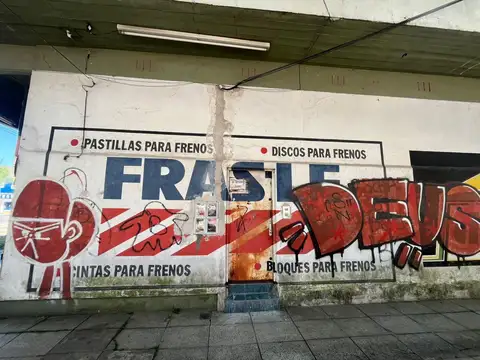 PASTILLAS PARA FRENOS
DISCOS PARA FRENOS
FRASLE
DEUS
CINTAS PARA FRENOS
BLOQUES PARA FRENOS